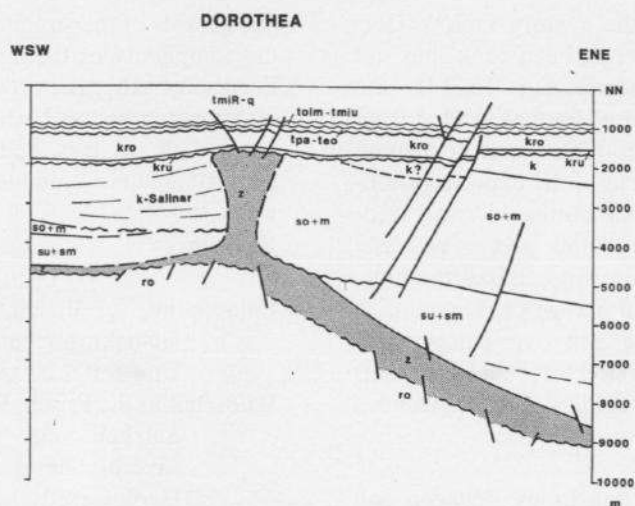 DOROTHEA
WSW
ENE
NN
tmiR-q
tolm-tmiu
1000
kro
tpa-teo
kro
kro
kru
k?
k
kru
2000
k-Salinar
z
3000
so+m
so+m
so+m
4000
su+sm
z
ro
5000
su+sm
6000
7000
z
ro
8000
9000
10000
m